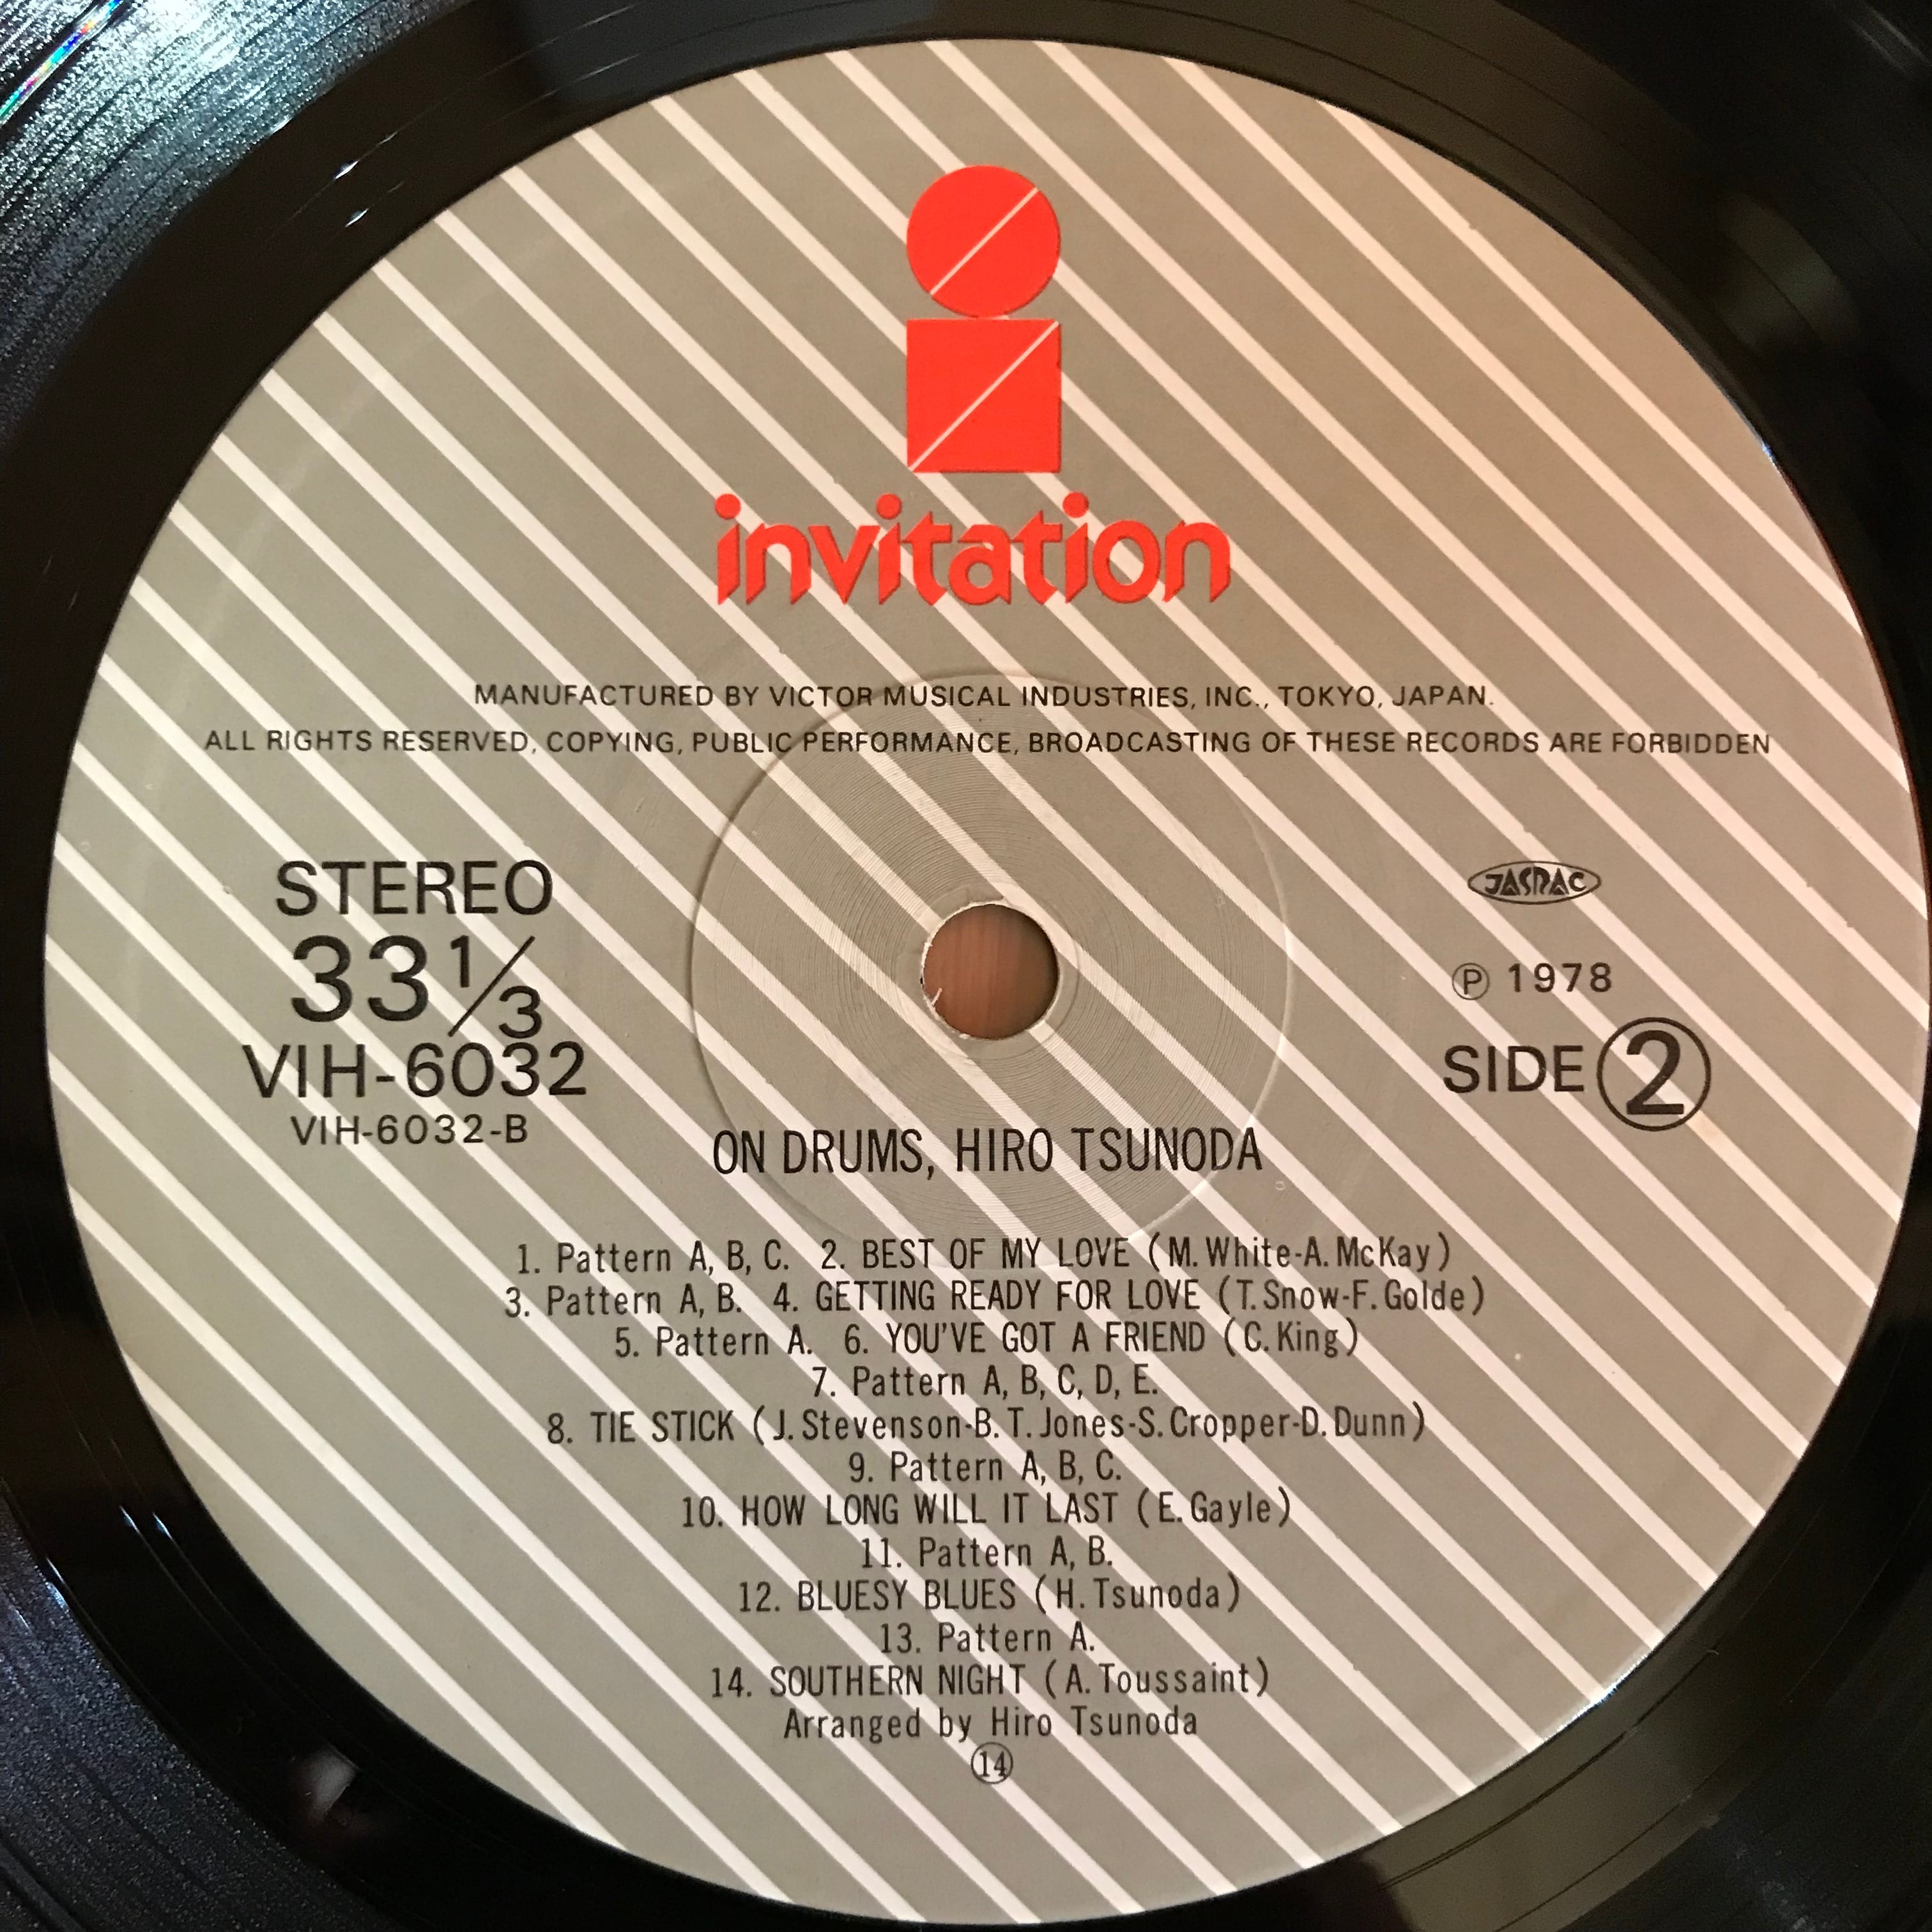 invitation
MANUFACTURED BY VICTOR MUSICAL INDUSTRIES, INC., TOKYO, JAPAN.
ALL RIGHTS RESERVED, COPYING, PUBLIC PERFORMANCE, BROADCASTING OF THESE RECORDS ARE FORBIDDEN
STEREO
33 1/3
VIH-6032
VIH-6032-B
JASRAC
Ⓟ 1978
SIDE ②
ON DRUMS, HIRO TSUNODA
1. Pattern A, B, C. 2. BEST OF MY LOVE (M. White-A. McKay)
3. Pattern A, B. 4. GETTING READY FOR LOVE (T. Snow-F. Golde)
5. Pattern A. 6. YOU'VE GOT A FRIEND (C. King)
7. Pattern A, B, C, D, E.
8. TIE STICK (J. Stevenson-B. T. Jones-S. Cropper-D. Dunn)
9. Pattern A, B, C.
10. HOW LONG WILL IT LAST (E. Gayle)
11. Pattern A, B.
12. BLUESY BLUES (H. Tsunoda)
13. Pattern A.
14. SOUTHERN NIGHT (A. Toussaint)
Arranged by Hiro Tsunoda
⑭